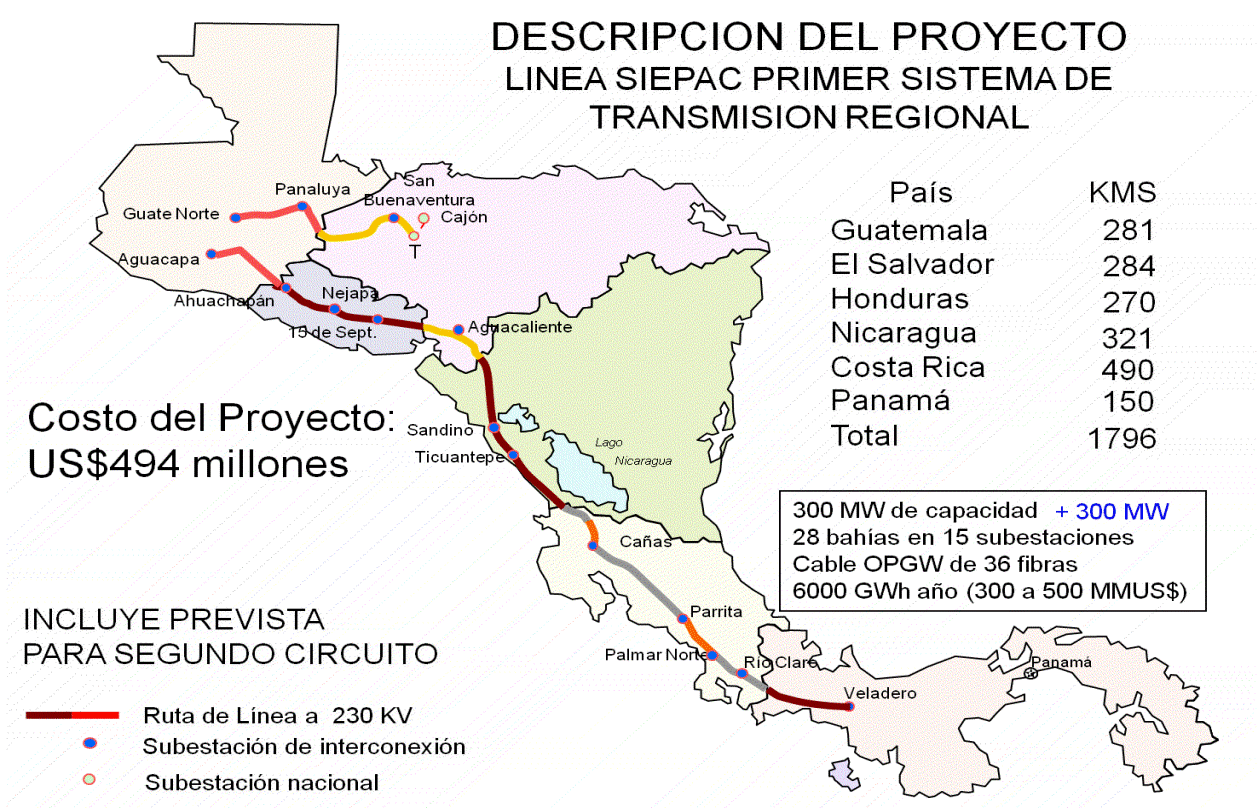 DESCRIPCION DEL PROYECTO
LINEA SIEPAC PRIMER SISTEMA DE
TRANSMISION REGIONAL
País KMS
Guatemala 281
El Salvador 284
Honduras 270
Nicaragua 321
Costa Rica 490
Panamá 150
Total 1796
300 MW de capacidad + 300 MW
28 bahías en 15 subestaciones
Cable OPGW de 36 fibras
6000 GWh año (300 a 500 MMUS$)
San
Buenaventura
Panaluya
Guate Norte
Cajón
T
Aguacapa
Ahuachapán
Nejapa
15 de Sept.
Aguacaliente
Sandino
Ticuantepe
Lago
Nicaragua
Cañas
Parrita
Palmar Norte
Río Claro
Veladero
Panamá
Costo del Proyecto:
US$494 millones
INCLUYE PREVISTA
PARA SEGUNDO CIRCUITO
Ruta de Línea a 230 KV
Subestación de interconexión
Subestación nacional